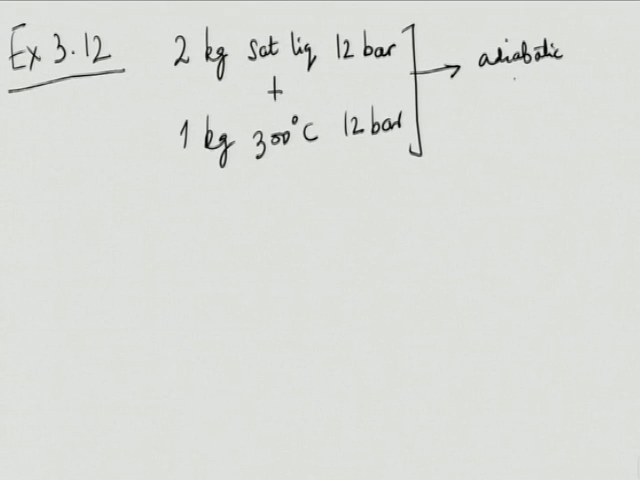 Ex 3.12 2 kg sat liq 12 bar → adiabatic
+
1 kg 300°C 12 bar